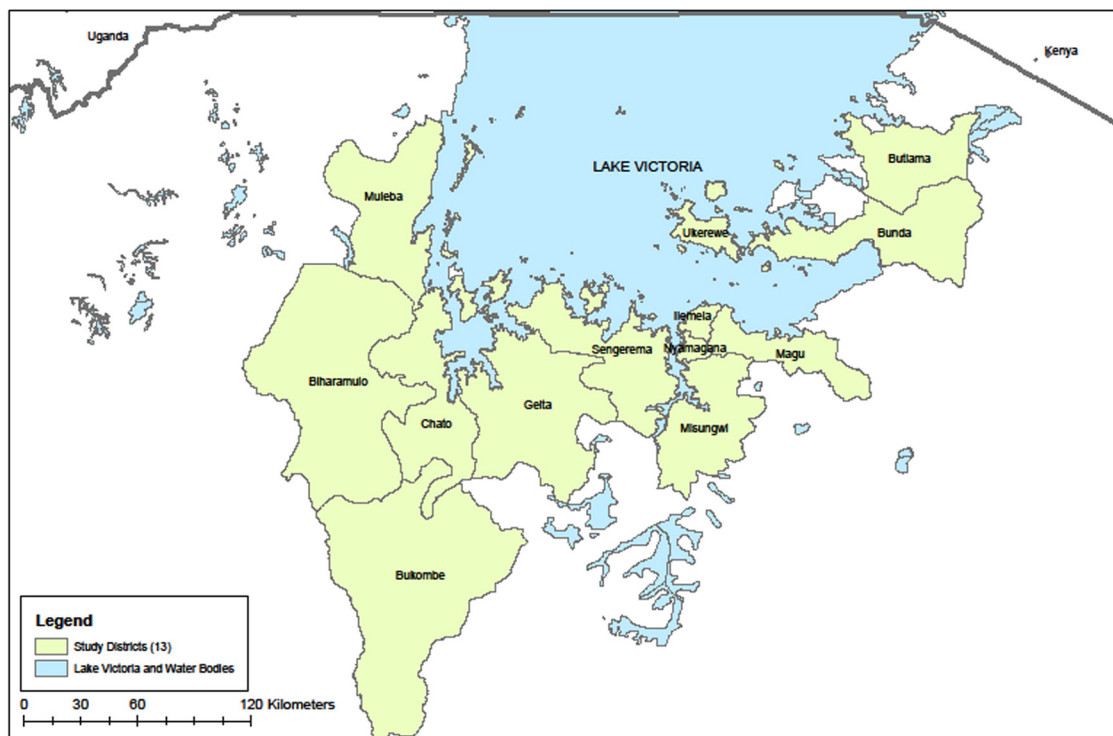 Uganda
Kenya
LAKE VICTORIA
Butiama
Muleba
Ukerewe
Bunda
Ilemela
Sengerema
Nyamagana
Magu
Biharamulo
Geita
Chato
Misungwi
Bukombe
Legend
Study Districts (13)
Lake Victoria and Water Bodies
0 30 60 120 Kilometers